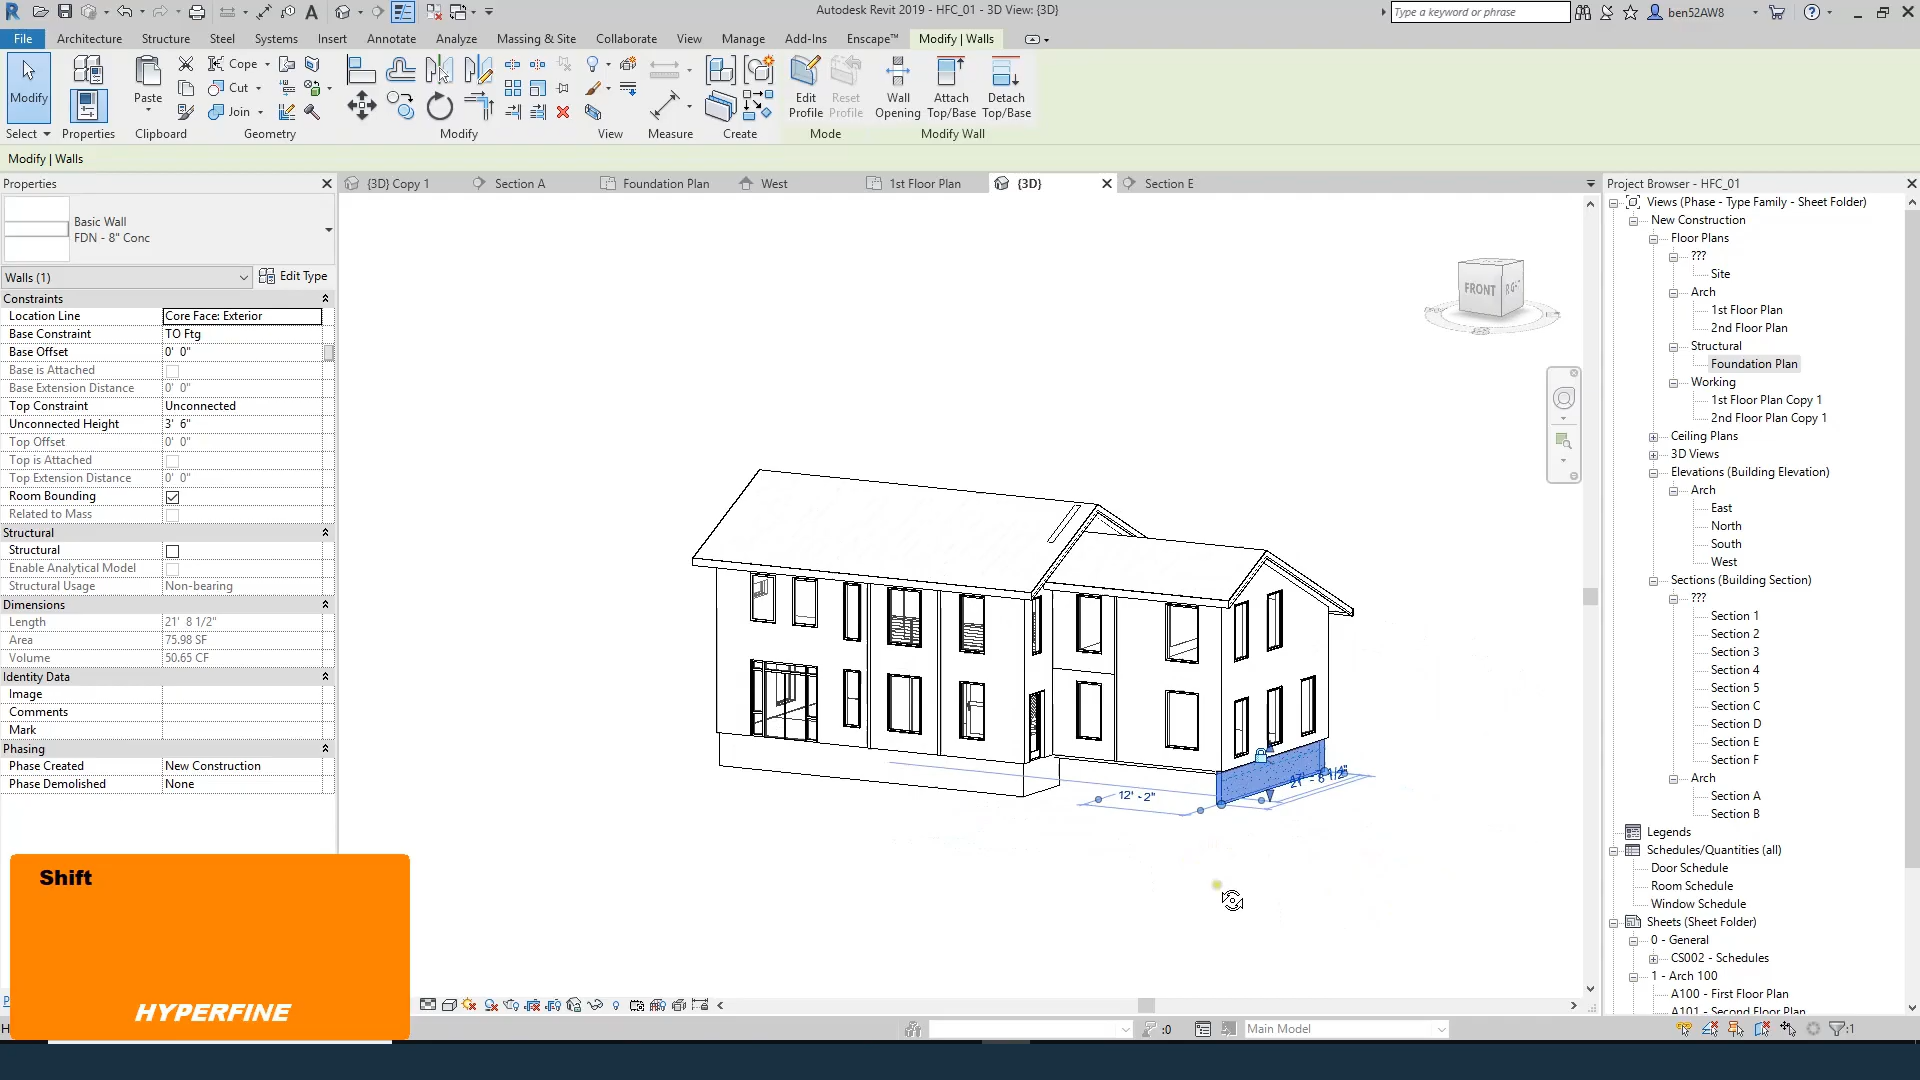 Autodesk Revit 2019 - HFC_01 - 3D View: {3D}
Type a keyword or phrase
ben52AW8
File Architecture Structure Steel Systems Insert Annotate Analyze Massing & Site Collaborate View Manage Add-Ins Enscape™ Modify | Walls
Modify
Paste
Cope
Cut
Join
Edit Profile
Reset Profile
Wall Opening
Attach Top/Base
Detach Top/Base
Select Properties Clipboard Geometry Modify View Measure Create Mode Modify Wall
Modify | Walls
Properties
{3D} Copy 1 Section A Foundation Plan West 1st Floor Plan {3D} Section E
Basic Wall
FDN - 8" Conc
Walls (1) Edit Type
Constraints
Location Line Core Face: Exterior
Base Constraint TO Ftg
Base Offset 0' 0"
Base is Attached
Base Extension Distance 0' 0"
Top Constraint Unconnected
Unconnected Height 3' 6"
Top Offset 0' 0"
Top is Attached
Top Extension Distance 0' 0"
Room Bounding
Related to Mass
Structural
Structural
Enable Analytical Model
Structural Usage Non-bearing
Dimensions
Length 21' 8 1/2"
Area 75.98 SF
Volume 50.65 CF
Identity Data
Image
Comments
Mark
Phasing
Phase Created New Construction
Phase Demolished None
Shift
HYPERFINE
FRONT
12' - 2"
:0
Main Model
:1
Project Browser - HFC_01
Views (Phase - Type Family - Sheet Folder)
New Construction
Floor Plans
???
Site
Arch
1st Floor Plan
2nd Floor Plan
Structural
Foundation Plan
Working
1st Floor Plan Copy 1
2nd Floor Plan Copy 1
Ceiling Plans
3D Views
Elevations (Building Elevation)
Arch
East
North
South
West
Sections (Building Section)
???
Section 1
Section 2
Section 3
Section 4
Section 5
Section C
Section D
Section E
Section F
Arch
Section A
Section B
Legends
Schedules/Quantities (all)
Door Schedule
Room Schedule
Window Schedule
Sheets (Sheet Folder)
0 - General
CS002 - Schedules
1 - Arch 100
A100 - First Floor Plan
A101 - Second Floor Plan